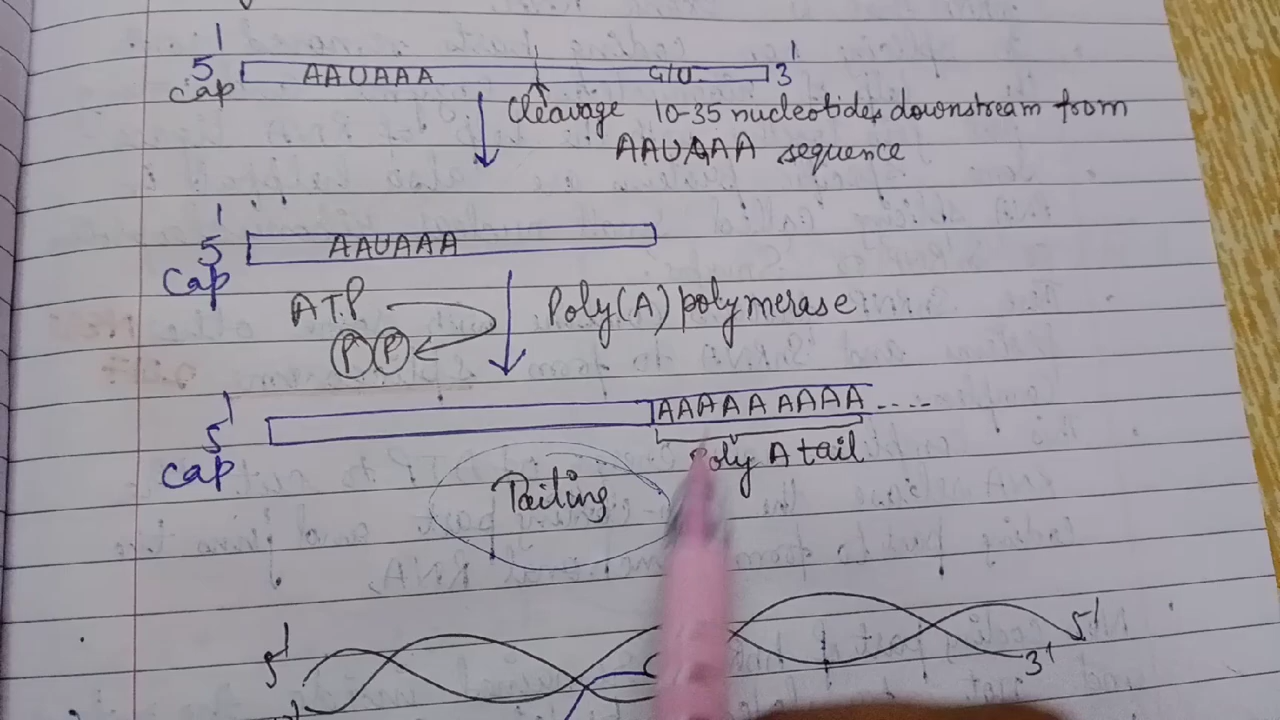 5' AAUAAA G/U 3'
Cap
Cleavage 10-35 nucleotides downstream from
AAUAAA sequence
5' AAUAAA
Cap
ATP Poly(A) polymerase
P P
5' AAAAAAAAA....
Cap Poly A tail
Tailing
5' 5'
3'